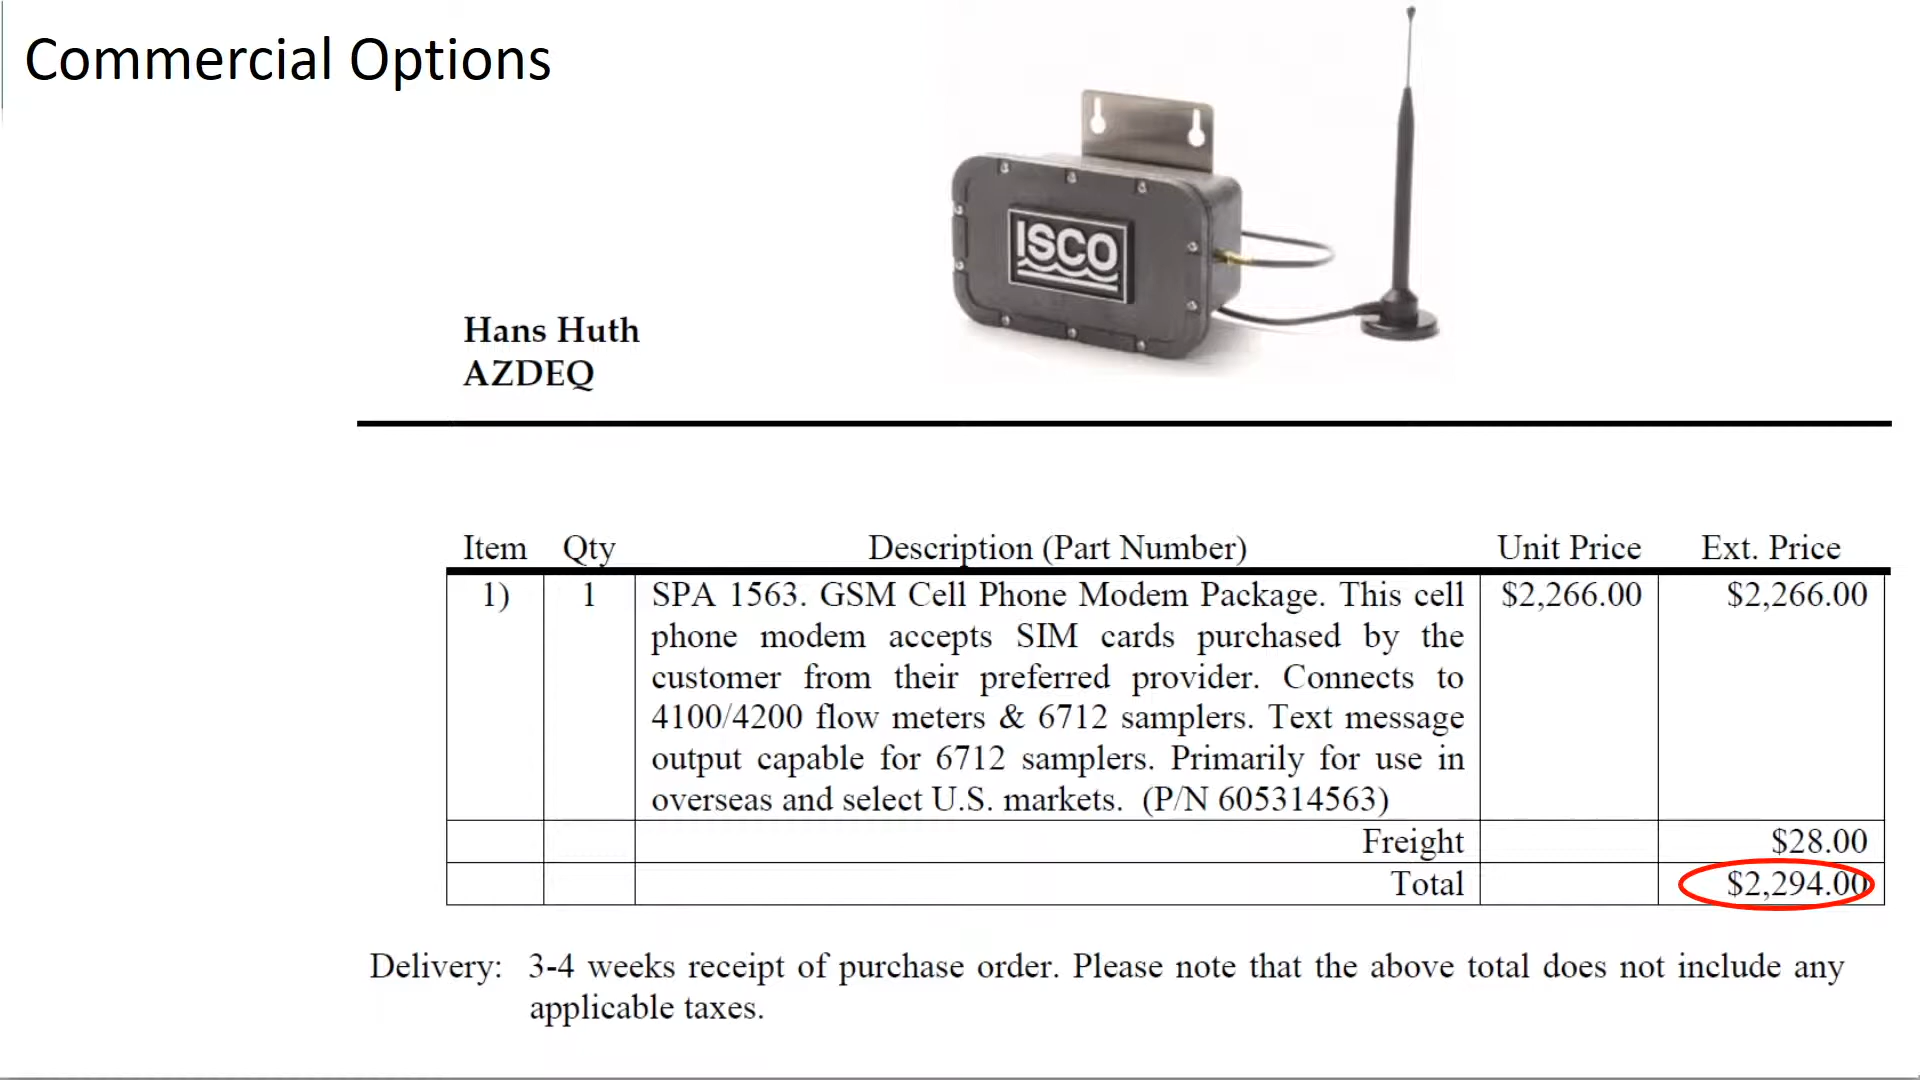 Commercial Options
ISCO
Hans Huth
AZDEQ
Item Qty Description (Part Number) Unit Price Ext. Price
1) 1 SPA 1563. GSM Cell Phone Modem Package. This cell $2,266.00 $2,266.00
phone modem accepts SIM cards purchased by the
customer from their preferred provider. Connects to
4100/4200 flow meters & 6712 samplers. Text message
output capable for 6712 samplers. Primarily for use in
overseas and select U.S. markets. (P/N 605314563)
Freight $28.00
Total $2,294.00
Delivery: 3-4 weeks receipt of purchase order. Please note that the above total does not include any
applicable taxes.